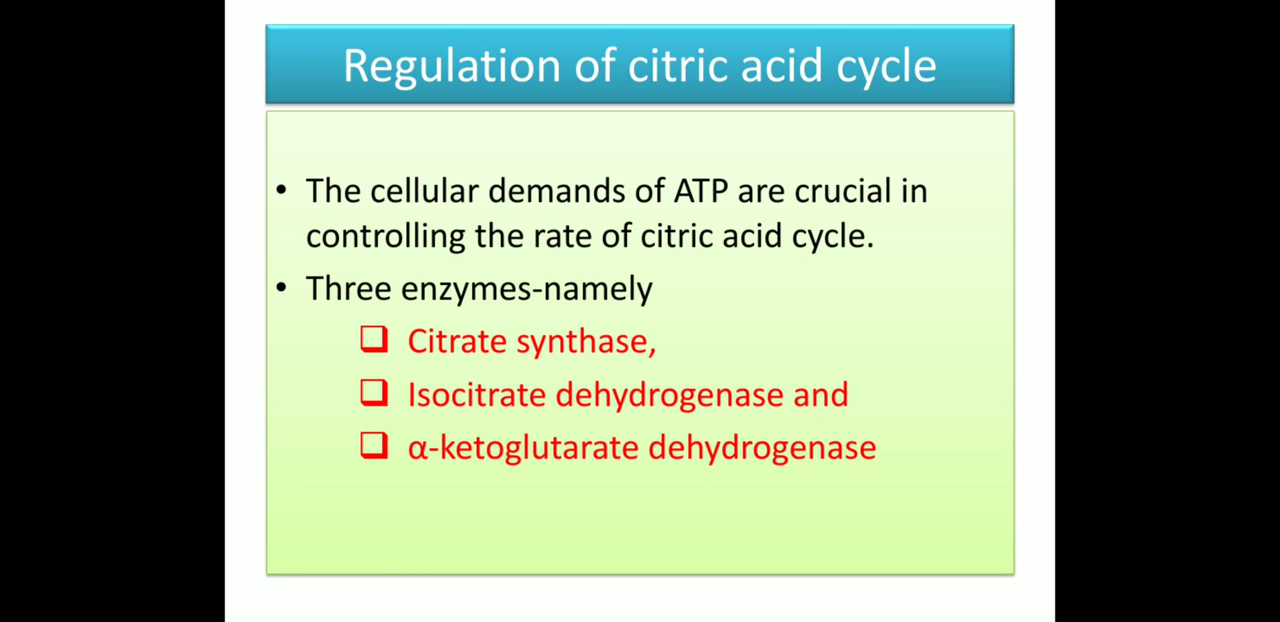 Regulation of citric acid cycle
• The cellular demands of ATP are crucial in
controlling the rate of citric acid cycle.
• Three enzymes-namely
❑ Citrate synthase,
❑ Isocitrate dehydrogenase and
❑ α-ketoglutarate dehydrogenase